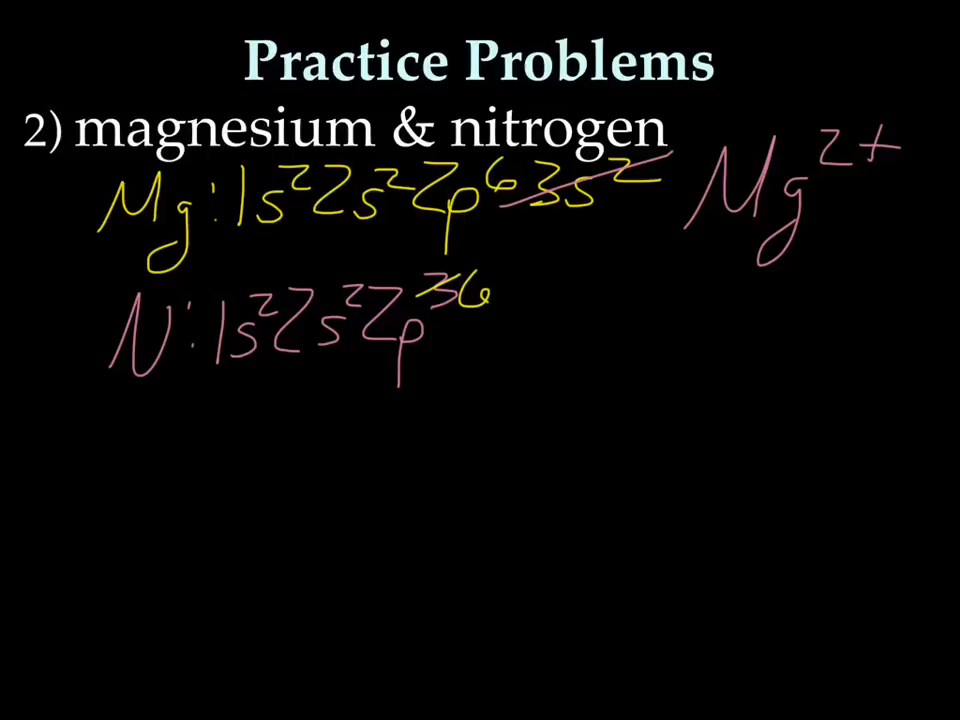 Practice Problems
2) magnesium & nitrogen
Mg: 1s²2s²2p⁶3s² Mg²⁺
N: 1s²2s²2p³6